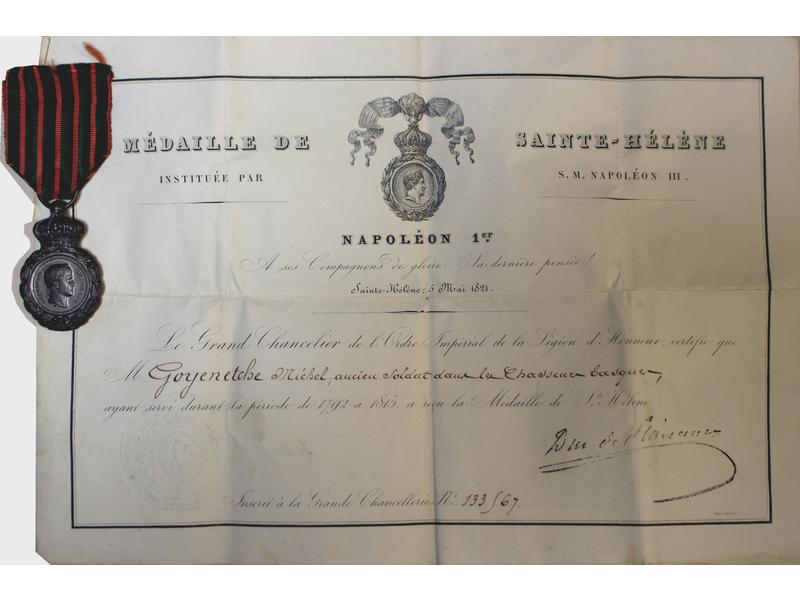 MÉDAILLE DE SAINTE-HÉLÈNE
INSTITUÉE PAR S. M. NAPOLÉON III.
NAPOLÉON 1er
A ses Compagnons de gloire. Sa dernière pensée!
Sainte-Hélène, 5 Mai 1821.
Le Grand Chancelier de l'Ordre Impérial de la Légion d'Honneur, certifie que
M. Goyenetche Michel, ancien soldat dans les Chasseurs basques,
ayant servi durant la période de 1792 à 1815, a reçu la Médaille de Ste Hélène.
Duc de Plaisance
Inscrit à la Grande Chancellerie No. 133567.